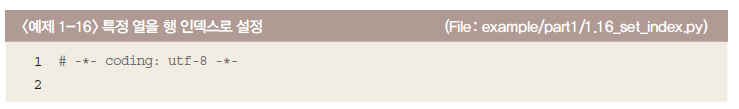 〈예제 1-16〉 특정 열을 행 인덱스로 설정 (File: example/part1/1.16_set_index.py)
1 # -*- coding: utf-8 -*-
2